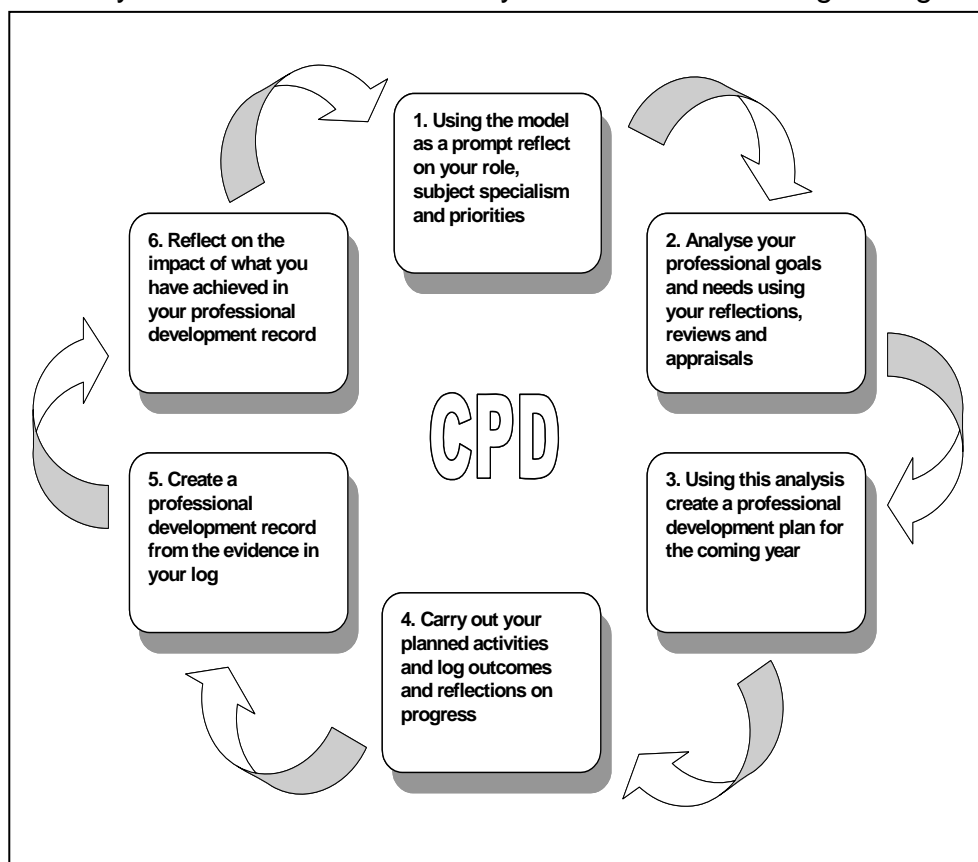 1. Using the model
as a prompt reflect
on your role,
subject specialism
and priorities
2. Analyse your
professional goals
and needs using
your reflections,
reviews and
appraisals
3. Using this analysis
create a professional
development plan for
the coming year
4. Carry out your
planned activities
and log outcomes
and reflections on
progress
5. Create a
professional
development record
from the evidence in
your log
6. Reflect on the
impact of what you
have achieved in
your professional
development record
CPD